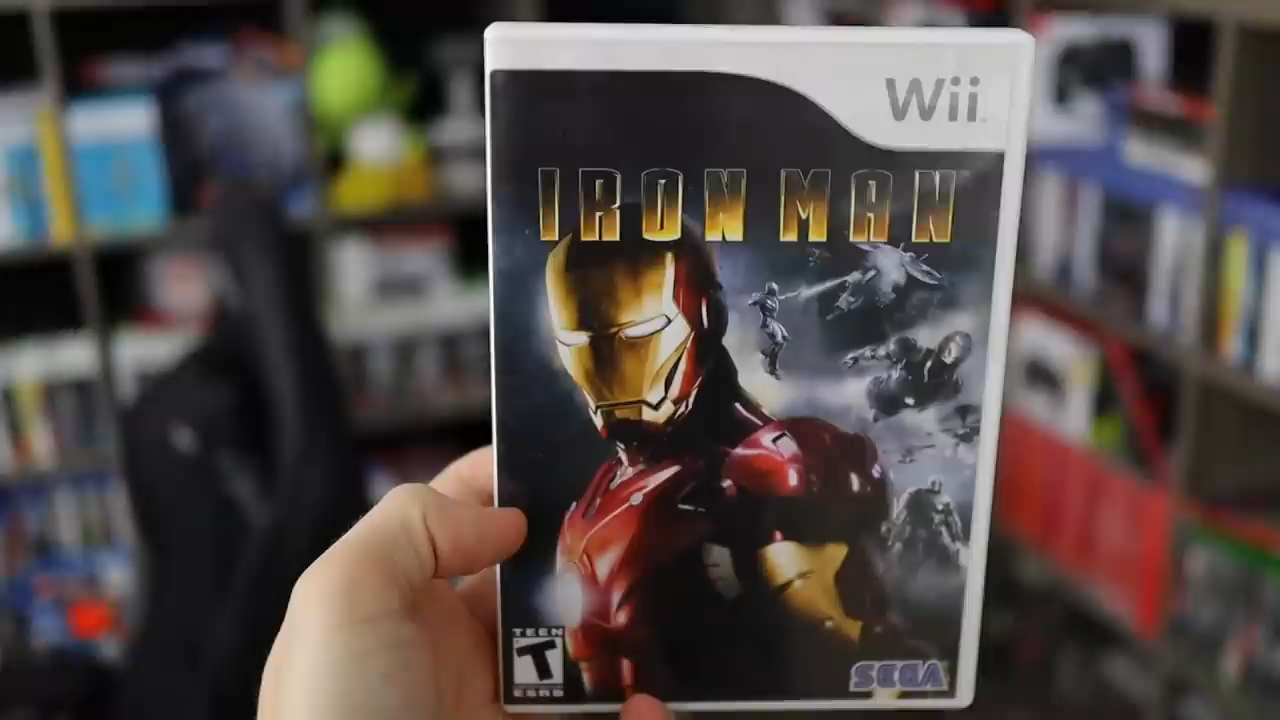 Wii
IRON MAN
TEEN
T
ESRB
SEGA